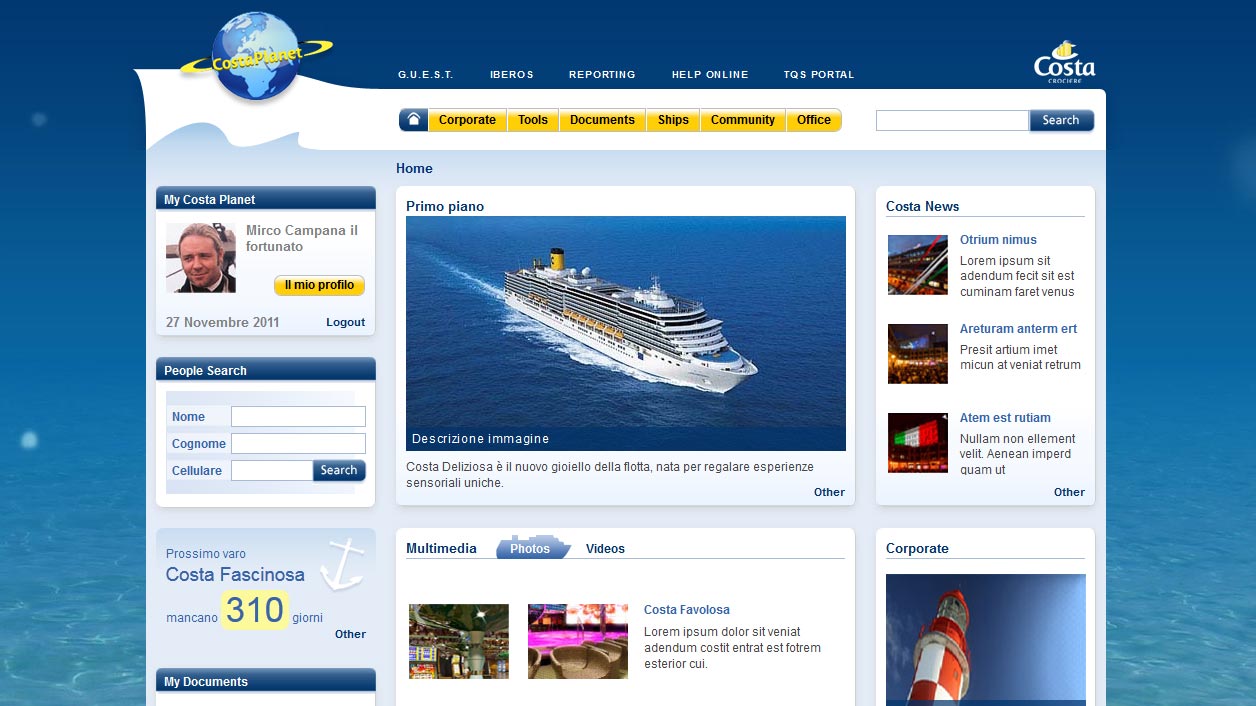 CostaPlanet
G.U.E.S.T.
IBEROS
REPORTING
HELP ONLINE
TQS PORTAL
Costa
CROCIERE
Corporate
Tools
Documents
Ships
Community
Office
Search
Home
My Costa Planet
Mirco Campana il
fortunato
Il mio profilo
27 Novembre 2011
Logout
People Search
Nome
Cognome
Cellulare
Search
Prossimo varo
Costa Fascinosa
mancano 310 giorni
Other
My Documents
Primo piano
Descrizione immagine
Costa Deliziosa è il nuovo gioiello della flotta, nata per regalare esperienze
sensoriali uniche.
Other
Multimedia
Photos
Videos
Costa Favolosa
Lorem ipsum dolor sit veniat
adendum costit entrat est fotrem
esterior cui.
Costa News
Otrium nimus
Lorem ipsum sit
adendum fecit sit est
cuminam faret venus
Areturam anterm ert
Presit artium imet
micun at veniat retrum
Atem est rutiam
Nullam non ellement
velit. Aenean imperd
quam ut
Other
Corporate